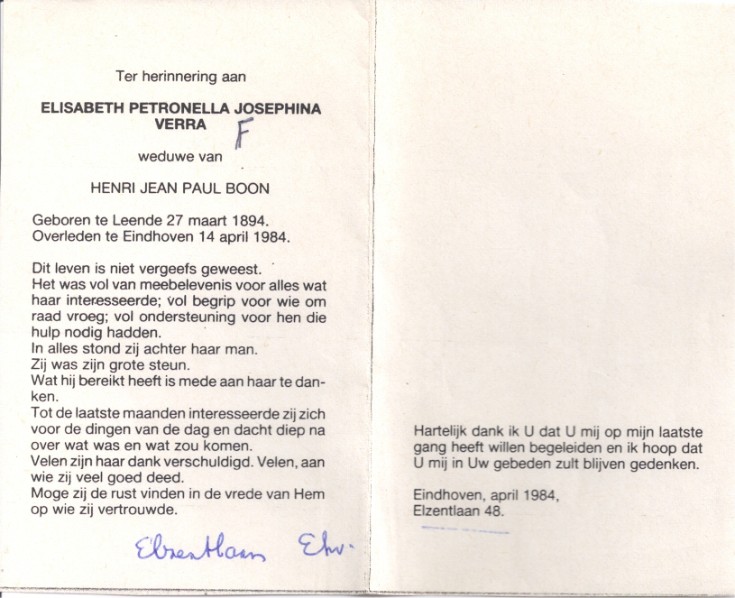 Ter herinnering aan
ELISABETH PETRONELLA JOSEPHINA
VERRA
F
weduwe van
HENRI JEAN PAUL BOON
Geboren te Leende 27 maart 1894.
Overleden te Eindhoven 14 april 1984.
Dit leven is niet vergeefs geweest.
Het was vol van meebelevenis voor alles wat
haar interesseerde; vol begrip voor wie om
raad vroeg; vol ondersteuning voor hen die
hulp nodig hadden.
In alles stond zij achter haar man.
Zij was zijn grote steun.
Wat hij bereikt heeft is mede aan haar te dan-
ken.
Tot de laatste maanden interesseerde zij zich
voor de dingen van de dag en dacht diep na
over wat was en wat zou komen.
Velen zijn haar dank verschuldigd. Velen, aan
wie zij veel goed deed.
Moge zij de rust vinden in de vrede van Hem
op wie zij vertrouwde.
Elzentlaan Ehv.
Hartelijk dank ik U dat U mij op mijn laatste
gang heeft willen begeleiden en ik hoop dat
U mij in Uw gebeden zult blijven gedenken.
Eindhoven, april 1984,
Elzentlaan 48.